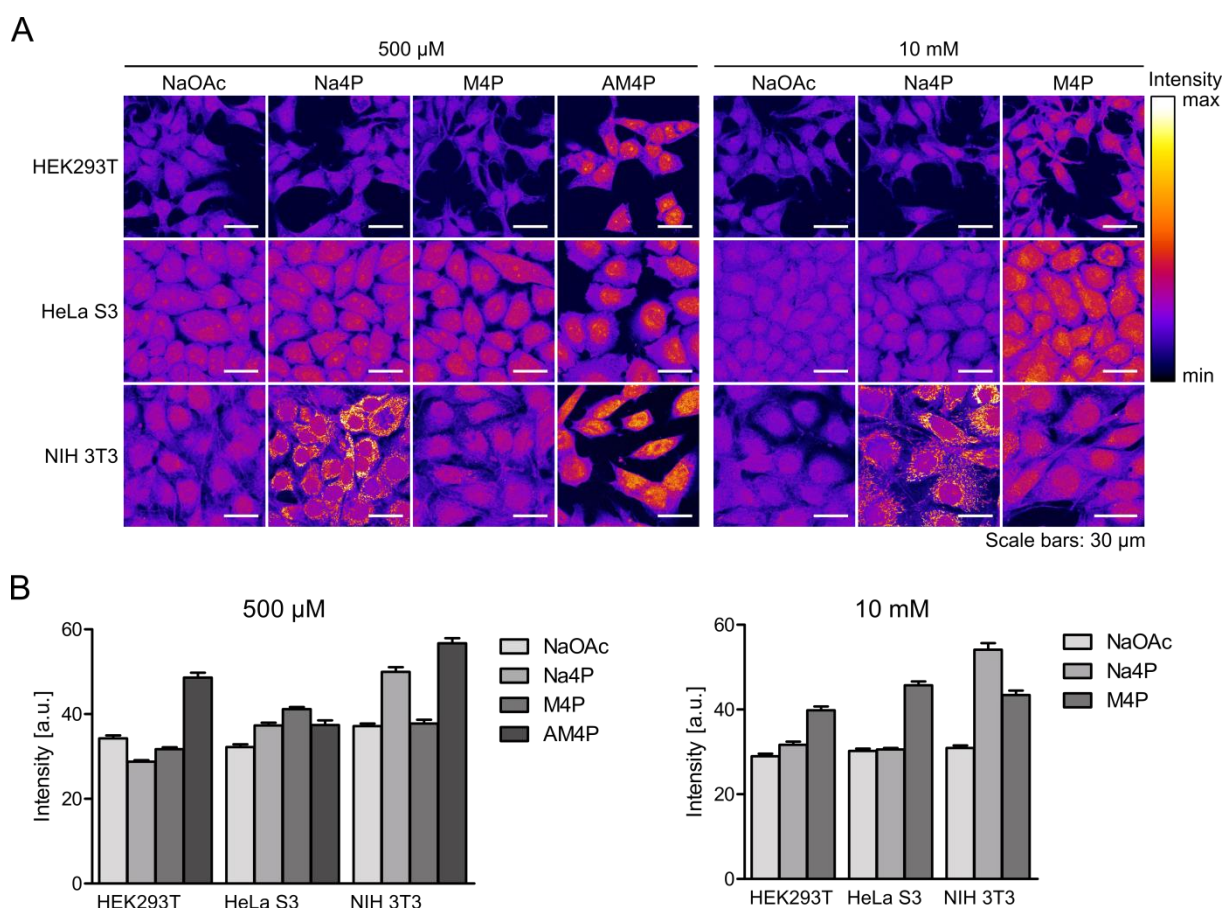 A
500 µM
10 mM
NaOAc Na4P M4P AM4P NaOAc Na4P M4P Intensity
max
HEK293T
HeLa S3
min
NIH 3T3
Scale bars: 30 µm
B
500 µM
Intensity [a.u.]
60
40
20
0
HEK293T HeLa S3 NIH 3T3
NaOAc
Na4P
M4P
AM4P
10 mM
Intensity [a.u.]
60
40
20
0
HEK293T HeLa S3 NIH 3T3
NaOAc
Na4P
M4P